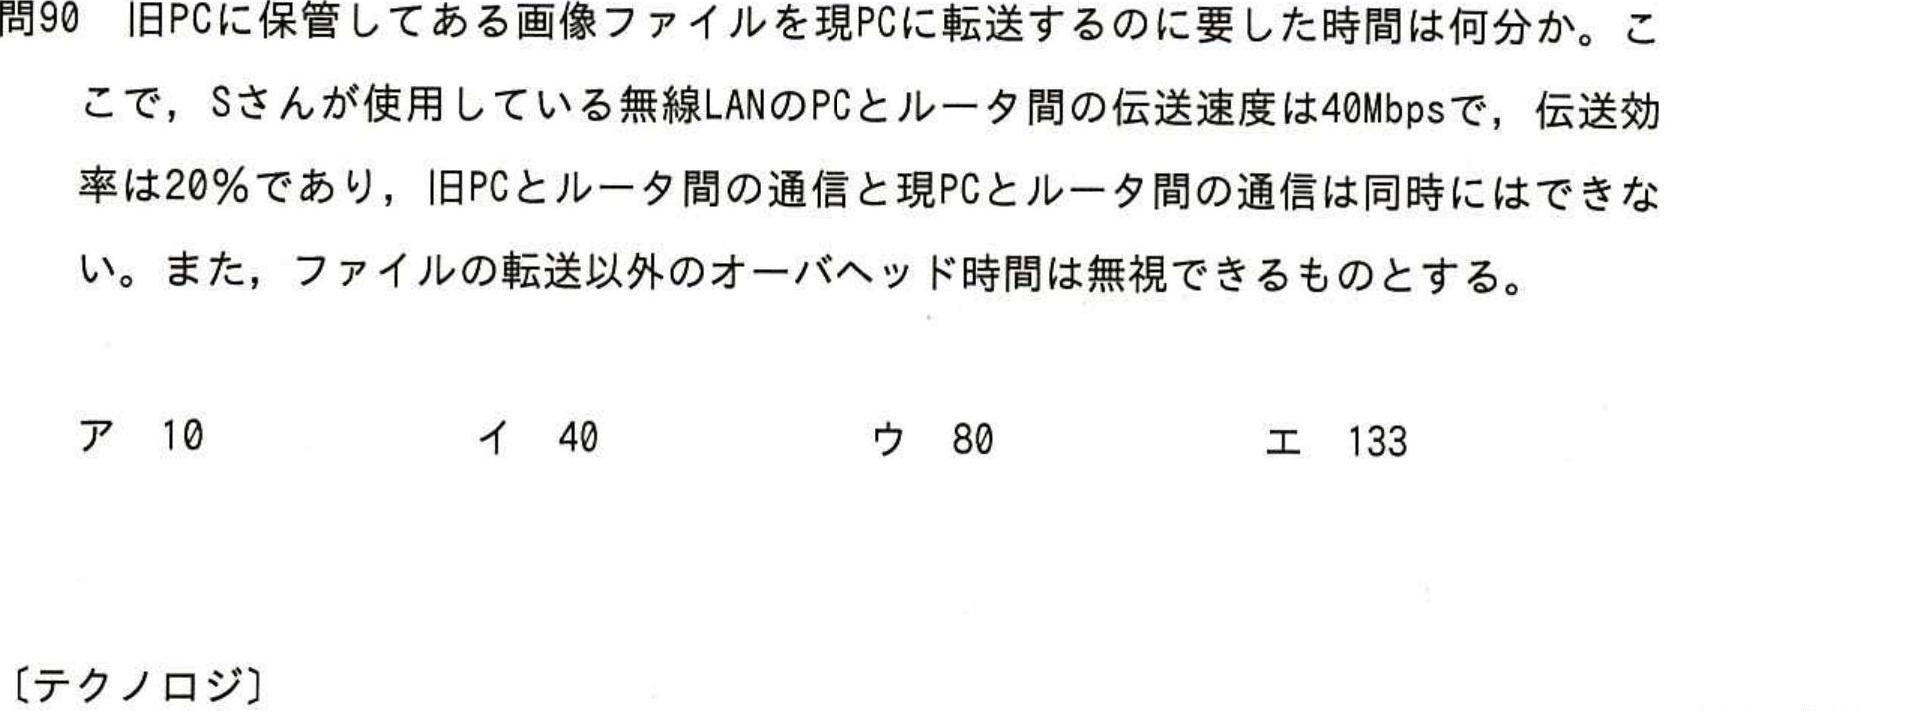 問90　旧PCに保管してある画像ファイルを現PCに転送するのに要した時間は何分か。こ
こで，Sさんが使用している無線LANのPCとルータ間の伝送速度は40Mbpsで，伝送効
率は20％であり，旧PCとルータ間の通信と現PCとルータ間の通信は同時にはできな
い。また，ファイルの転送以外のオーバヘッド時間は無視できるものとする。
ア　10　イ　40　ウ　80　エ　133
〔テクノロジ〕